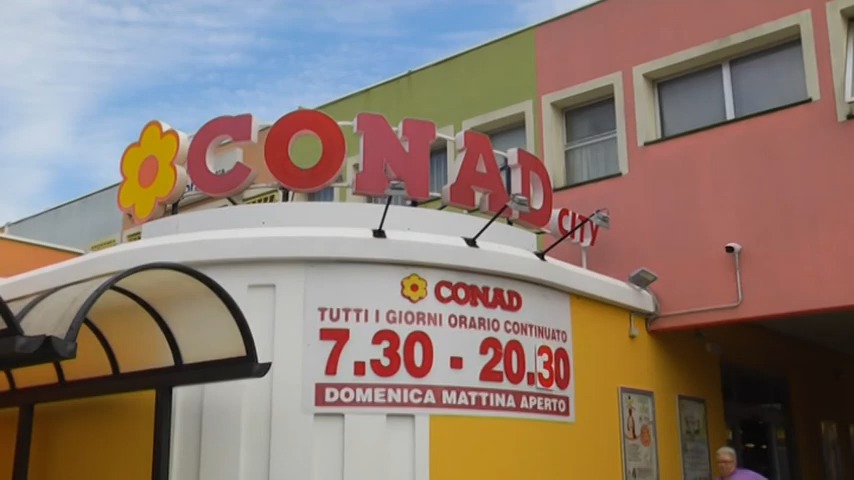 CONAD
CITY
CONAD
TUTTI I GIORNI ORARIO CONTINUATO
7.30 - 20.30
DOMENICA MATTINA APERTO